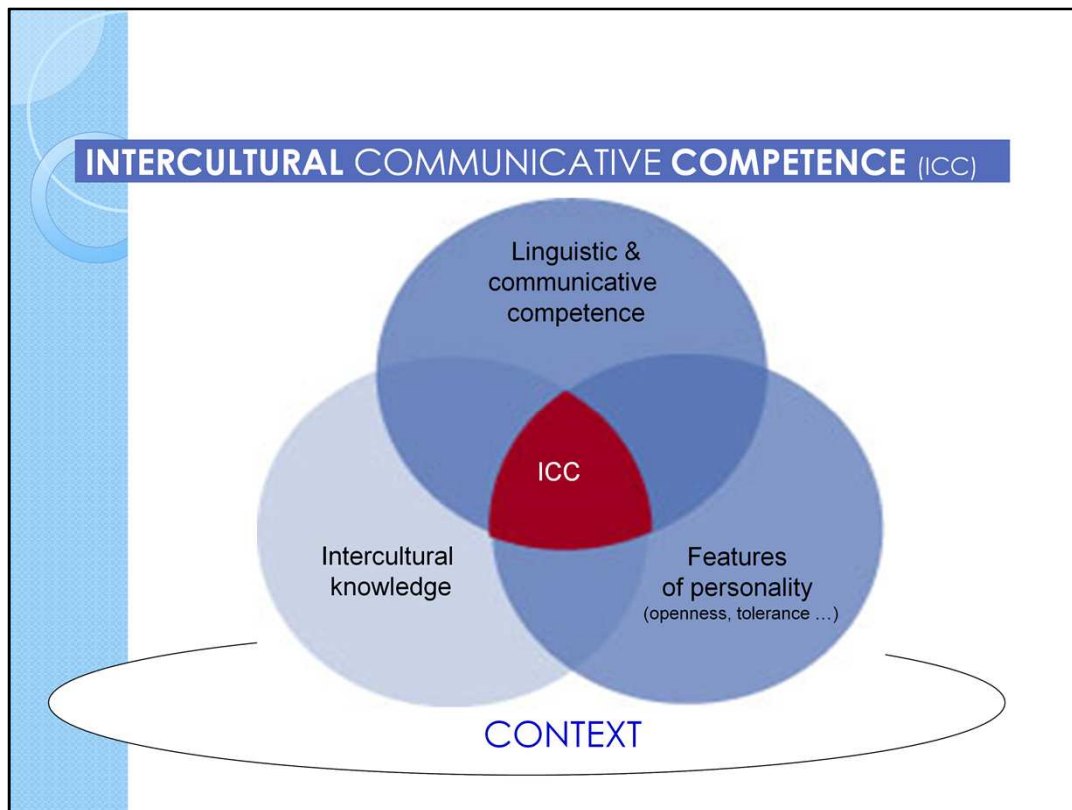 INTERCULTURAL COMMUNICATIVE COMPETENCE (ICC)
Linguistic &
communicative
competence
ICC
Intercultural
knowledge
Features
of personality
(openness, tolerance ...)
CONTEXT